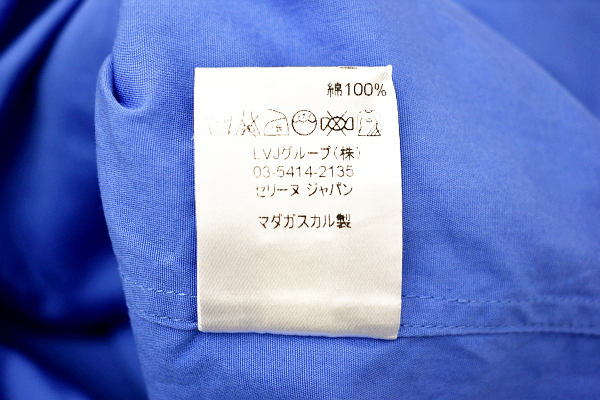 綿100%
LVJグループ(株)
03-5414-2135
セリーヌ ジャパン
マダガスカル製